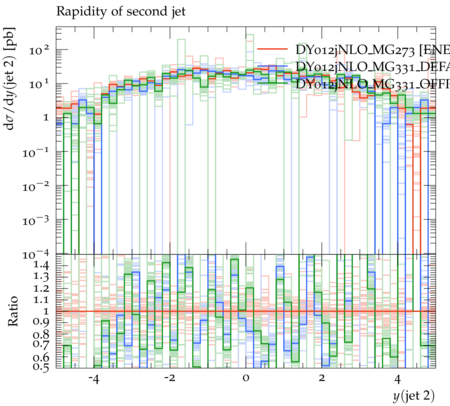 Rapidity of second jet
dσ/dy(jet 2) [pb]
DY012jNLO_MG273 [ENE
DY012jNLO_MG331_DEFA
DY012jNLO_MG331_OFFI
10²
10¹
1
10⁻¹
10⁻²
10⁻³
10⁻⁴
Ratio
1.4
1.3
1.2
1.1
1
0.9
0.8
0.7
0.6
0.5
-4 -2 0 2 4
y(jet 2)